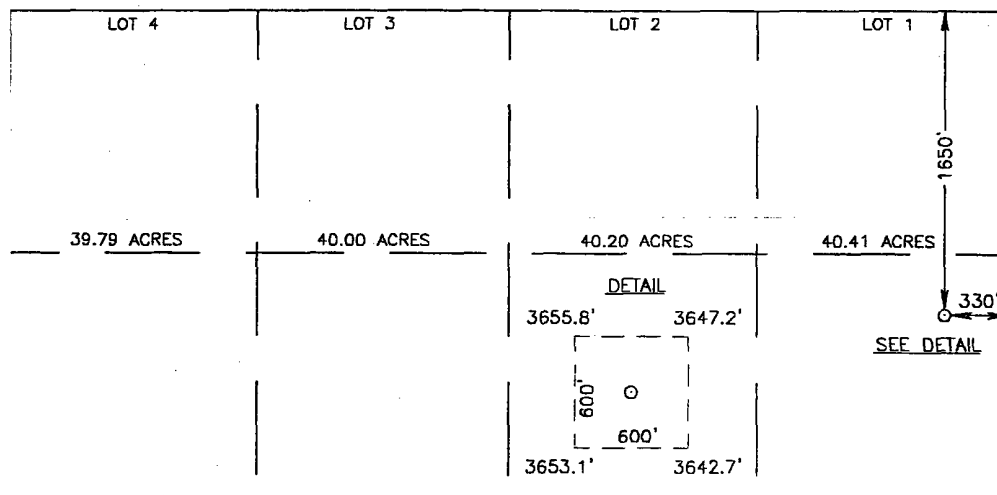 LOT 4
LOT 3
LOT 2
LOT 1
1650'
39.79 ACRES
40.00 ACRES
40.20 ACRES
40.41 ACRES
DETAIL
330'
3655.8'
3647.2'
SEE DETAIL
600'
600'
3653.1'
3642.7'